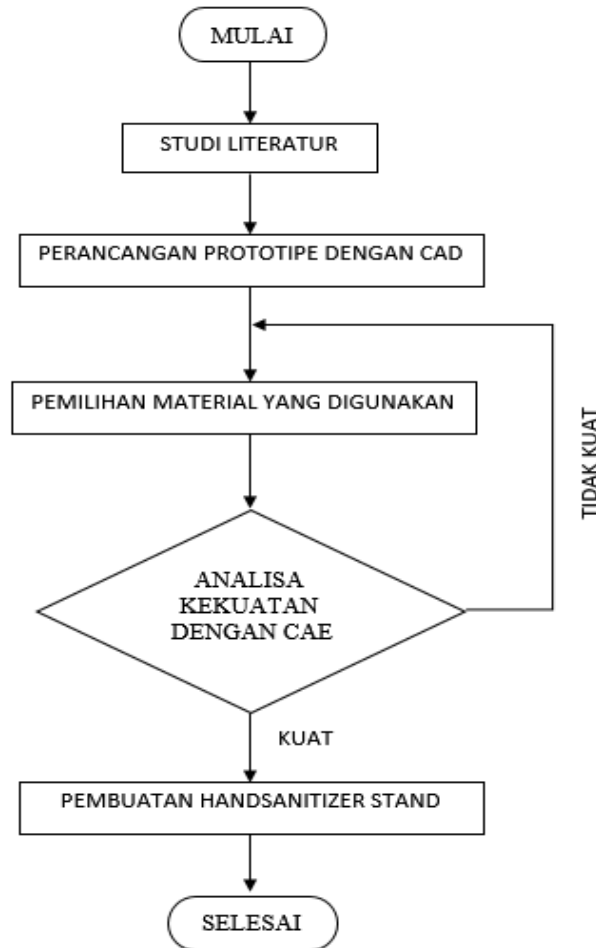 MULAI
STUDI LITERATUR
PERANCANGAN PROTOTIPE DENGAN CAD
PEMILIHAN MATERIAL YANG DIGUNAKAN
TIDAK KUAT
ANALISA
KEKUATAN
DENGAN CAE
KUAT
PEMBUATAN HANDSANITIZER STAND
SELESAI